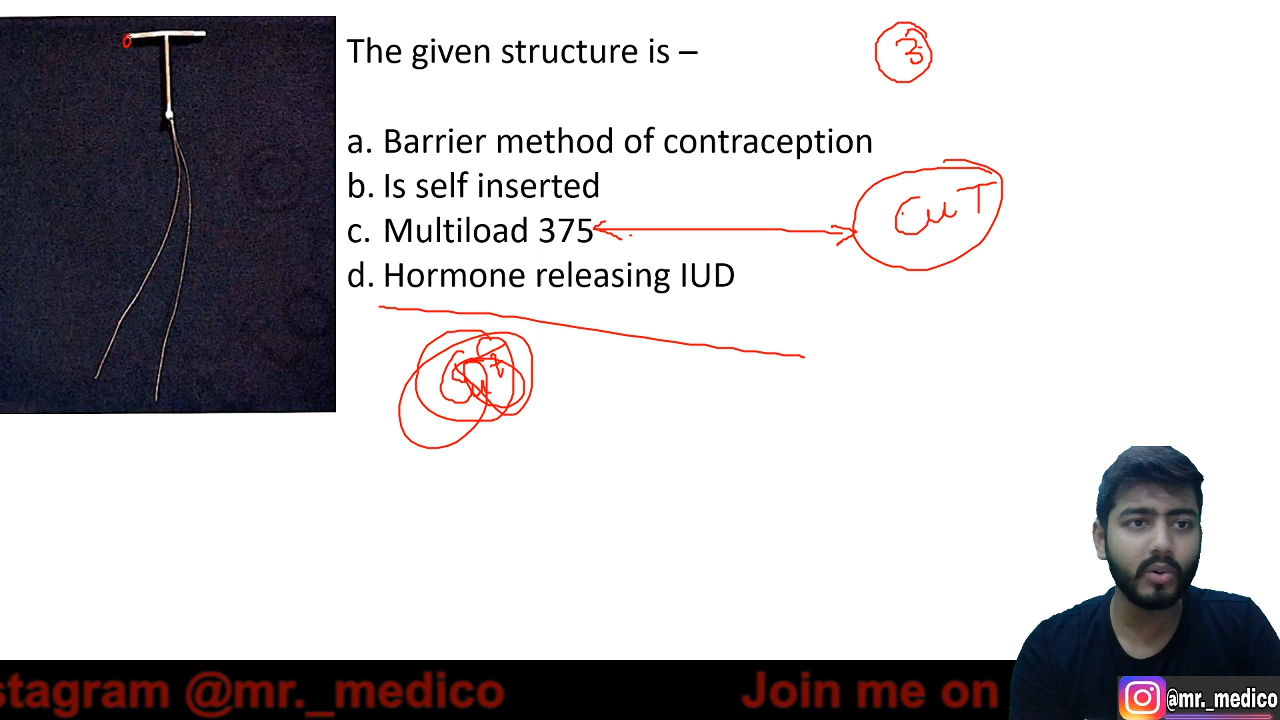 The given structure is –
3
a. Barrier method of contraception
b. Is self inserted
c. Multiload 375
CuT
d. Hormone releasing IUD
Cut
stagram @mr._medico
Join me on
@mr._medico